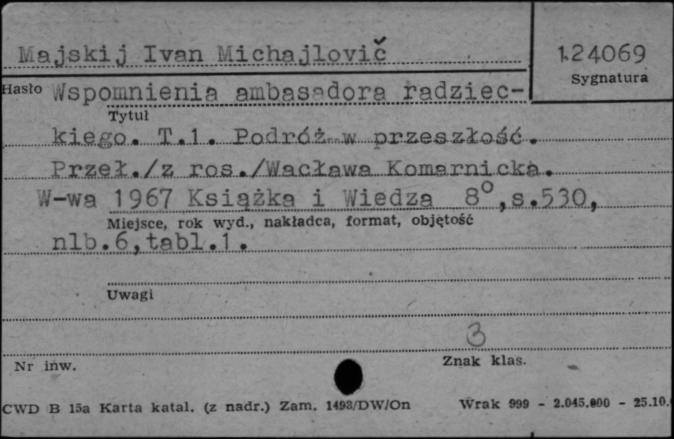 Majskij Ivan Michajlovič
1.24069
Hasło
Sygnatura
Wspomnienia ambasadora radziec-
Tytuł
kiego. T.1. Podróż w przeszłość.
Przeł./z ros./Wacława Komarnicka.
W-wa 1967 Książka i Wiedza 8°,s.530,
Miejsce, rok wyd., nakładca, format, objętość
nlb.6,tabl.1.
Uwagi
3
Nr inw.
Znak klas.
CWD B 15a Karta katal. (z nadr.) Zam. 1493/DW/On Wrak 999 - 2.045.000 - 25.10.